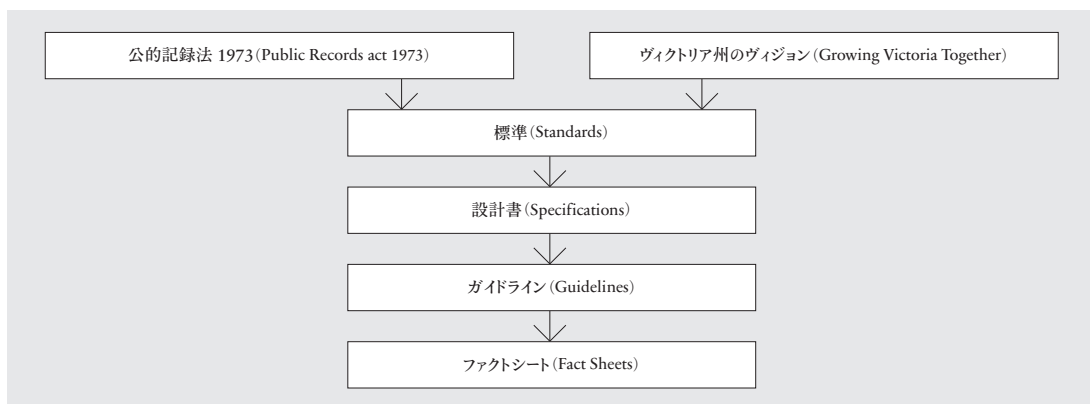 公的記録法 1973(Public Records act 1973)
ヴィクトリア州のヴィジョン(Growing Victoria Together)
標準(Standards)
設計書(Specifications)
ガイドライン(Guidelines)
ファクトシート(Fact Sheets)